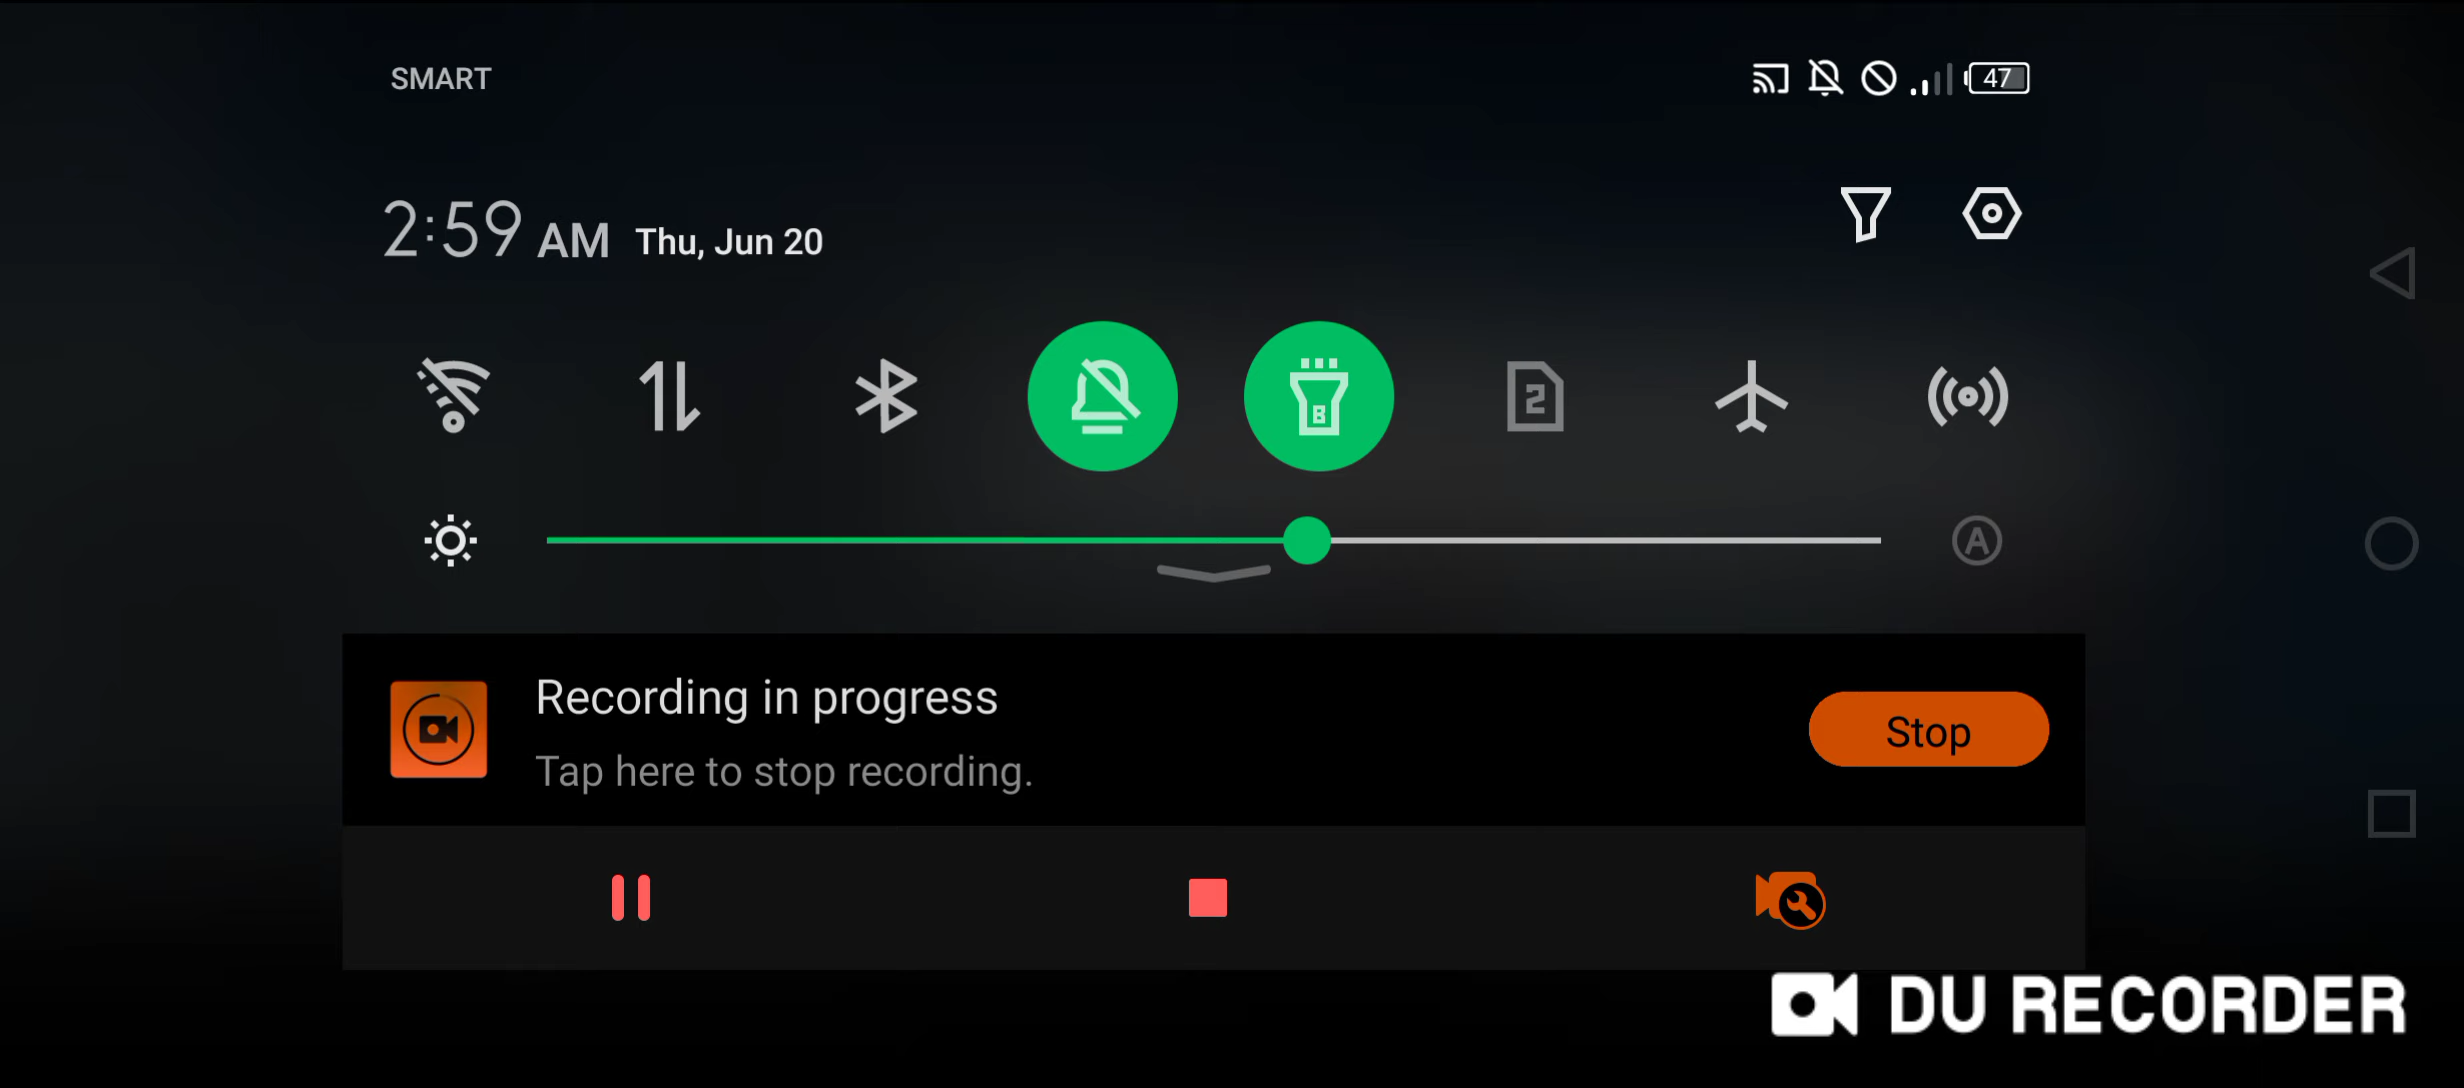 SMART
47
2:59 AM Thu, Jun 20
B
2
A
Recording in progress
Tap here to stop recording.
Stop
DU RECORDER